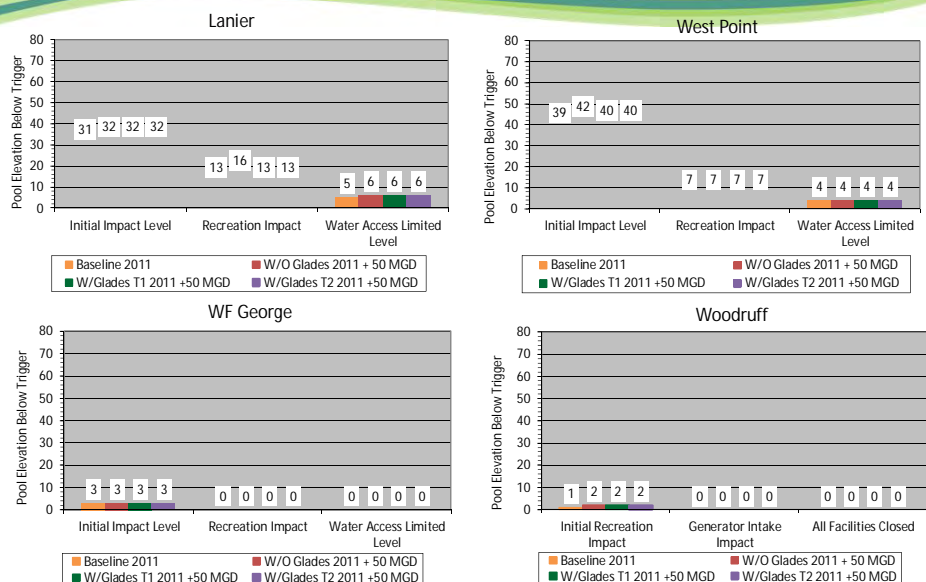 Lanier
80
70
60
50
40
30
20
10
0
Pool Elevation Below Trigger
31 32 32 32
13 16 13 13
5 6 6 6
Initial Impact Level
Recreation Impact
Water Access Limited
Level
Baseline 2011
W/O Glades 2011 + 50 MGD
W/Glades T1 2011 +50 MGD
W/Glades T2 2011 +50 MGD
West Point
80
70
60
50
40
30
20
10
0
Pool Elevation Below Trigger
39 42 40 40
7 7 7 7
4 4 4 4
Initial Impact Level
Recreation Impact
Water Access Limited
Level
Baseline 2011
W/O Glades 2011 + 50 MGD
W/Glades T1 2011 +50 MGD
W/Glades T2 2011 +50 MGD
WF George
80
70
60
50
40
30
20
10
0
Pool Elevation Below Trigger
3 3 3 3
0 0 0 0
0 0 0 0
Initial Impact Level
Recreation Impact
Water Access Limited
Level
Baseline 2011
W/O Glades 2011 + 50 MGD
W/Glades T1 2011 +50 MGD
W/Glades T2 2011 +50 MGD
Woodruff
80
70
60
50
40
30
20
10
0
Pool Elevation Below Trigger
1 2 2 2
0 0 0 0
0 0 0 0
Initial Recreation
Impact
Generator Intake
Impact
All Facilities Closed
Baseline 2011
W/O Glades 2011 + 50 MGD
W/Glades T1 2011 +50 MGD
W/Glades T2 2011 +50 MGD